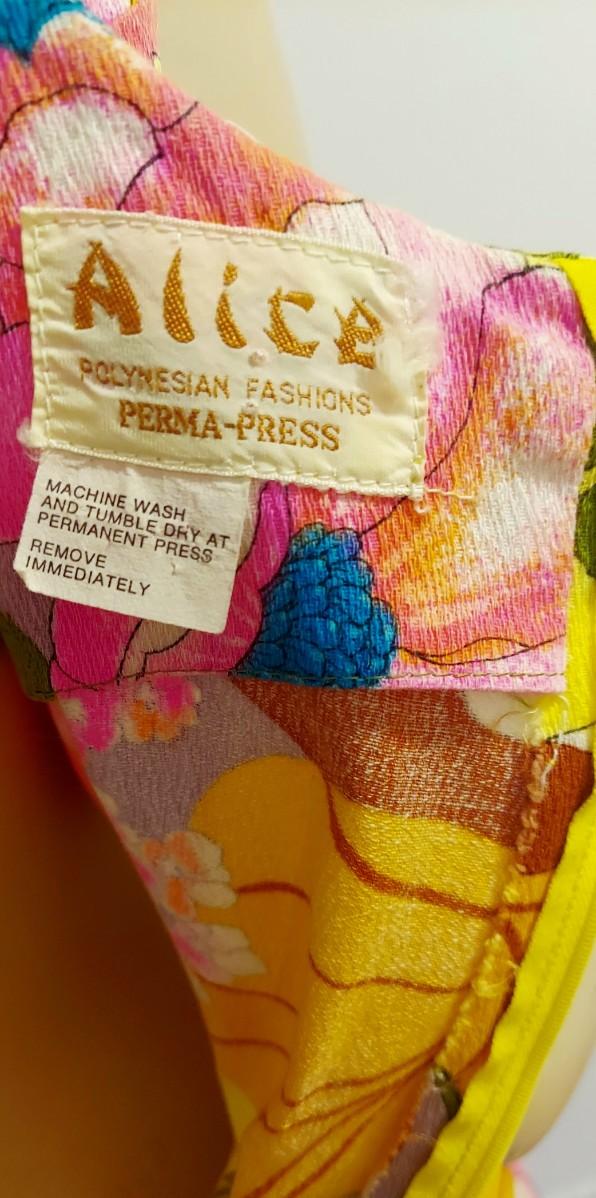 Alice
POLYNESIAN FASHIONS
PERMA-PRESS
MACHINE WASH
AND TUMBLE DRY AT
PERMANENT PRESS
REMOVE
IMMEDIATELY